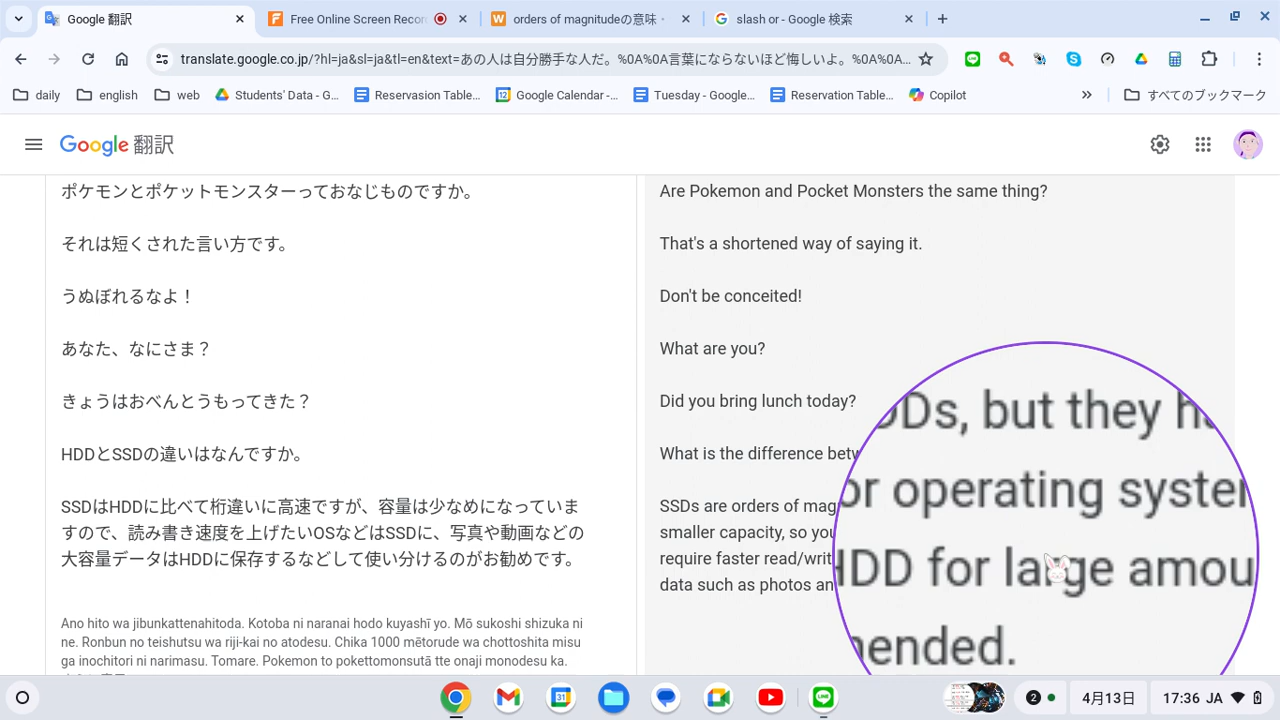 Google 翻訳
Free Online Screen Recor
orders of magnitudeの意味・
slash or - Google 検索
translate.google.co.jp/?hl=ja&sl=ja&tl=en&text=あの人は自分勝手な人だ。%0A%0A言葉にならないほど悔しいよ。%0A%0A...
daily
english
web
Students' Data - G...
Reservasion Table...
Google Calendar -...
Tuesday - Google...
Reservation Table...
Copilot
すべてのブックマーク
Google 翻訳
ポケモンとポケットモンスターっておなじものですか。
それは短くされた言い方です。
うぬぼれるなよ！
あなた、なにさま？
きょうはおべんとうもってきた？
HDDとSSDの違いはなんですか。
SSDはHDDに比べて桁違いに高速ですが、容量は少なめになっていま
すので、読み書き速度を上げたいOSなどはSSDに、写真や動画などの
大容量データはHDDに保存するなどして使い分けるのがお勧めです。
Ano hito wa jibunkattenahitoda. Kotoba ni naranai hodo kuyashī yo. Mō sukoshi shizuka ni
ne. Ronbun no teishutsu wa riji-kai no atodesu. Chika 1000 mētorude wa chottoshita misu
ga inochitori ni narimasu. Tomare. Pokemon to pokettomonsutā tte onaji monodesu ka.
Are Pokemon and Pocket Monsters the same thing?
That's a shortened way of saying it.
Don't be conceited!
What are you?
Did you bring lunch today?
What is the difference betw
SSDs are orders of mag
smaller capacity, so you
require faster read/writ
data such as photos an
DDs, but they ha
or operating system
HDD for large amou
mended.
2
4月13日
17:36 JA